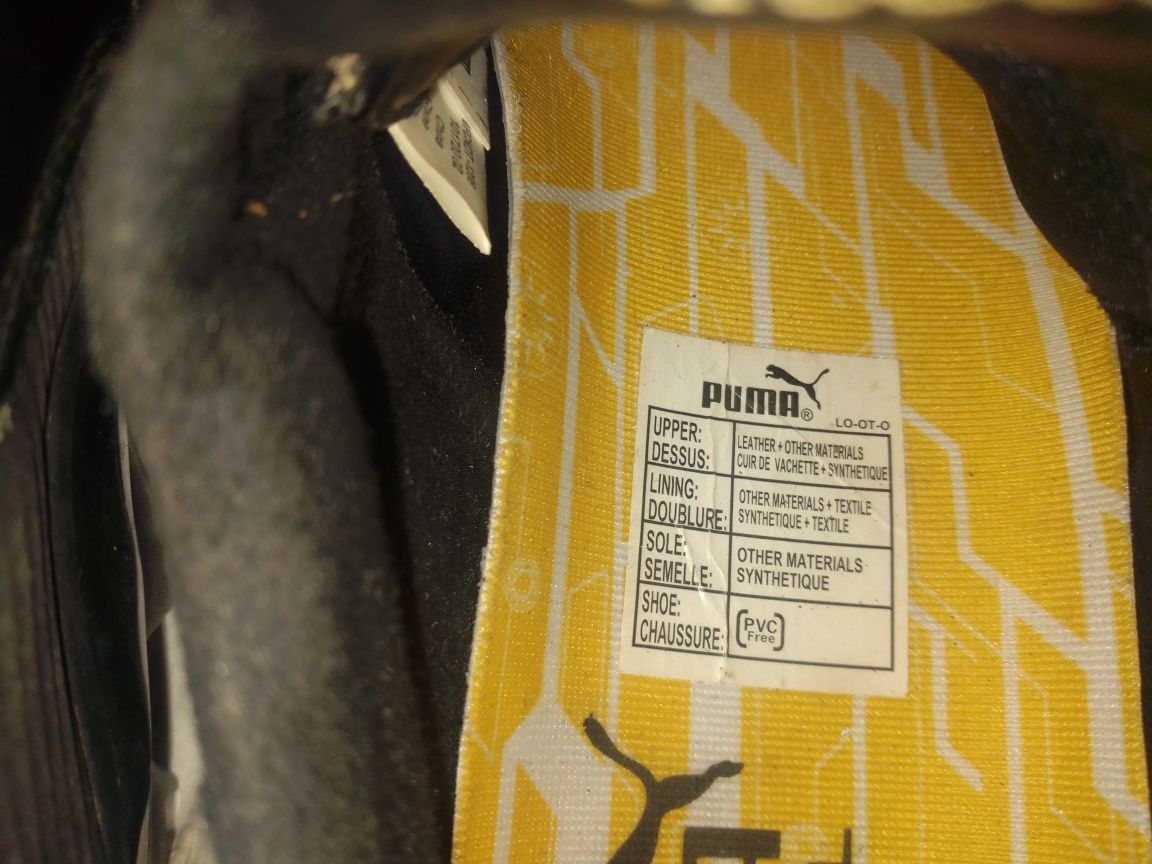 PUMA®
LO-OT-O
UPPER:
DESSUS:
LEATHER + OTHER MATERIALS
CUIR DE VACHETTE + SYNTHETIQUE
LINING:
DOUBLURE:
OTHER MATERIALS + TEXTILE
SYNTHETIQUE + TEXTILE
SOLE:
SEMELLE:
OTHER MATERIALS
SYNTHETIQUE
SHOE:
CHAUSSURE:
PVC
Free